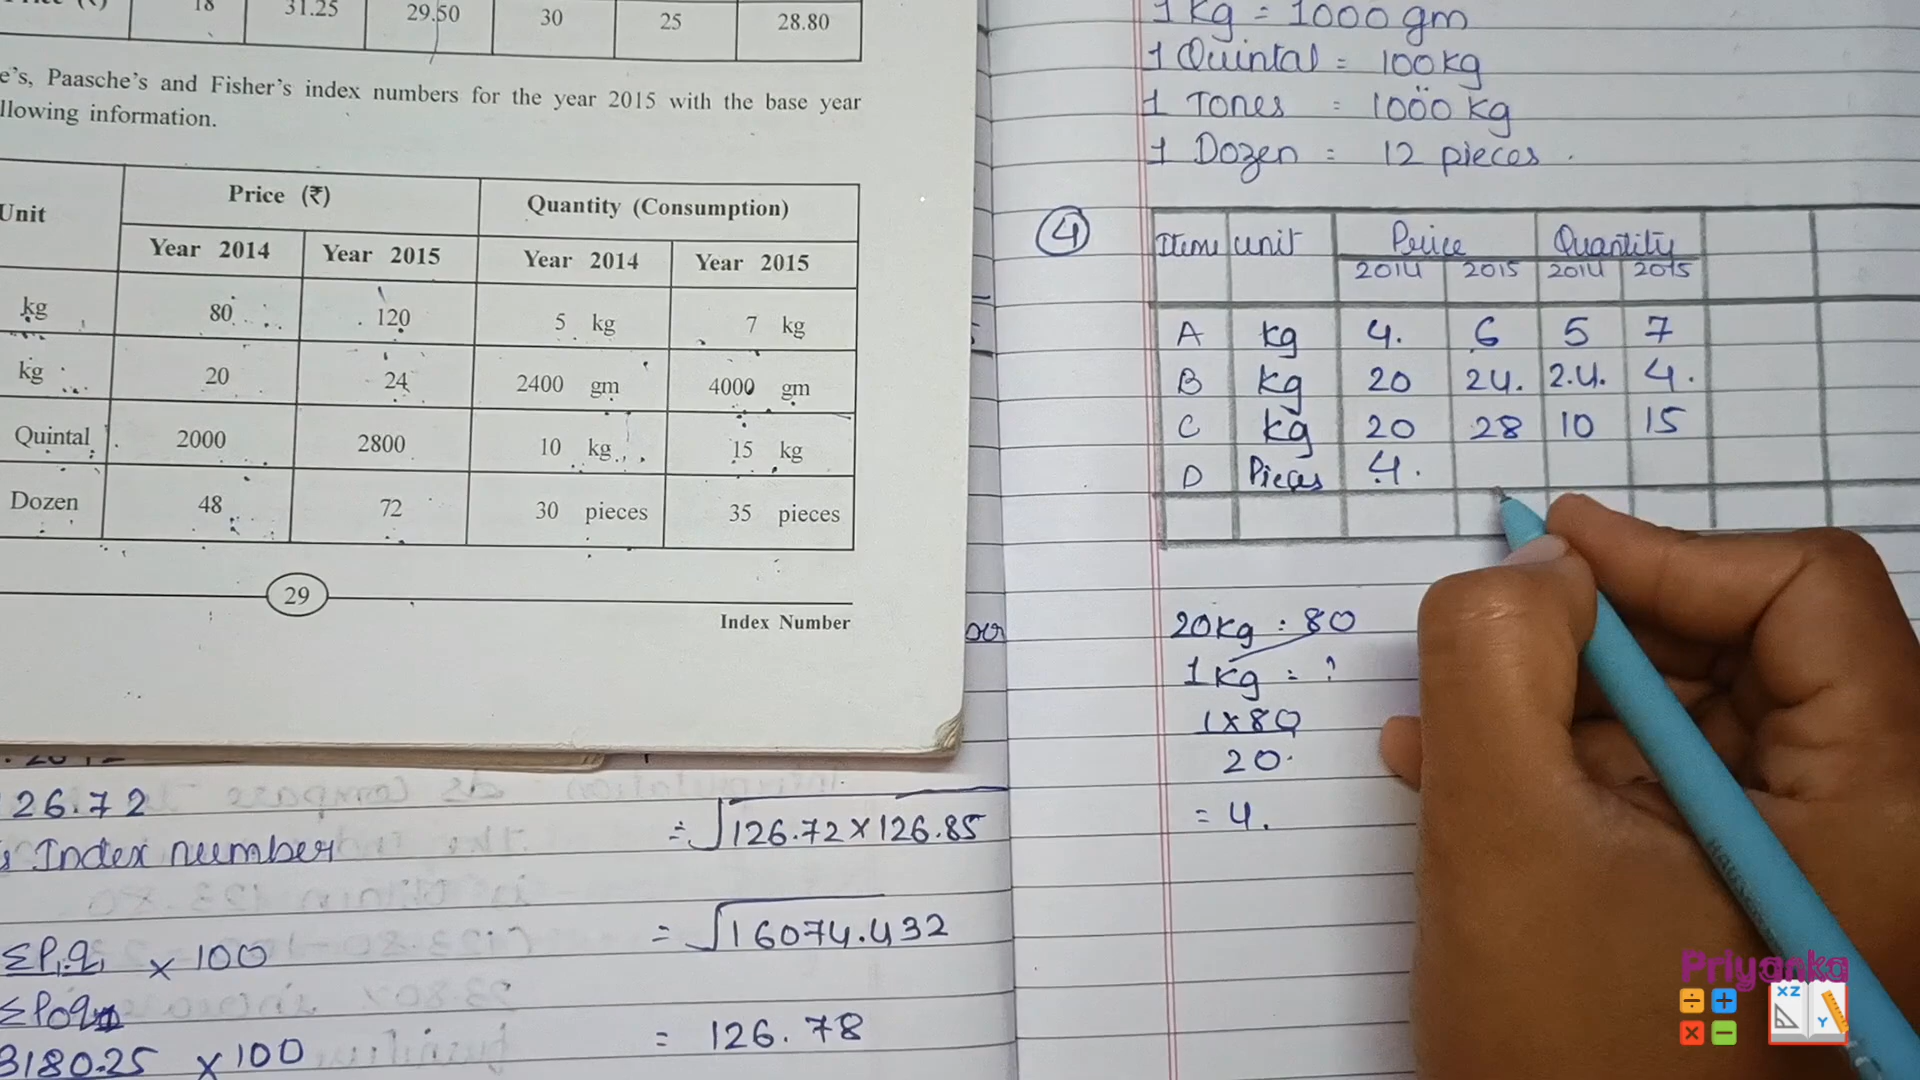 18 31.25 29.50 30 25 28.80
e's, Paasche's and Fisher's index numbers for the year 2015 with the base year
llowing information.
Unit Price (₹) Quantity (Consumption)
Year 2014 Year 2015 Year 2014 Year 2015
kg 80 120 5 kg 7 kg
kg 20 24 2400 gm 4000 gm
Quintal 2000 2800 10 kg 15 kg
Dozen 48 72 30 pieces 35 pieces
29
Index Number
26.72
Index number
ΣP₁q₁ × 100
ΣP₀q₁
3180.25 × 100
= √126.72 × 126.85
= √16074.432
= 126.78
1 Kg = 1000 gm
1 Quintal = 100 kg
1 Tones = 1000 kg
1 Dozen = 12 pieces.
4
Item unit Price Quantity
2014 2015 2014 2015
A kg 4. 6 5 7
B kg 20 24. 2.4. 4.
C kg 20 28 10 15
D Pieces 4.
20kg = 80
1kg = ?
1×80
20.
= 4.
Priyanka
XZ
Y